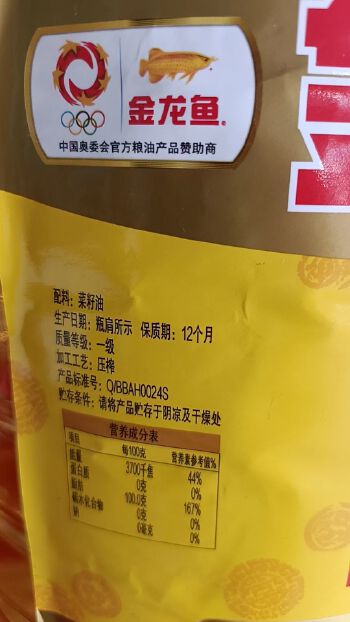 金龙鱼
中国奥委会官方粮油产品赞助商
配料：菜籽油
生产日期：瓶肩所示 保质期：12个月
质量等级：一级
加工工艺：压榨
产品标准号：Q/BBAH0024S
贮存条件：请将产品贮存于阴凉及干燥处
营养成分表
项目 每100克 营养素参考值%
能量 3700千焦 44%
蛋白质 0克 0%
脂肪 100.0克 167%
碳水化合物 0克 0%
钠 0毫克 0%